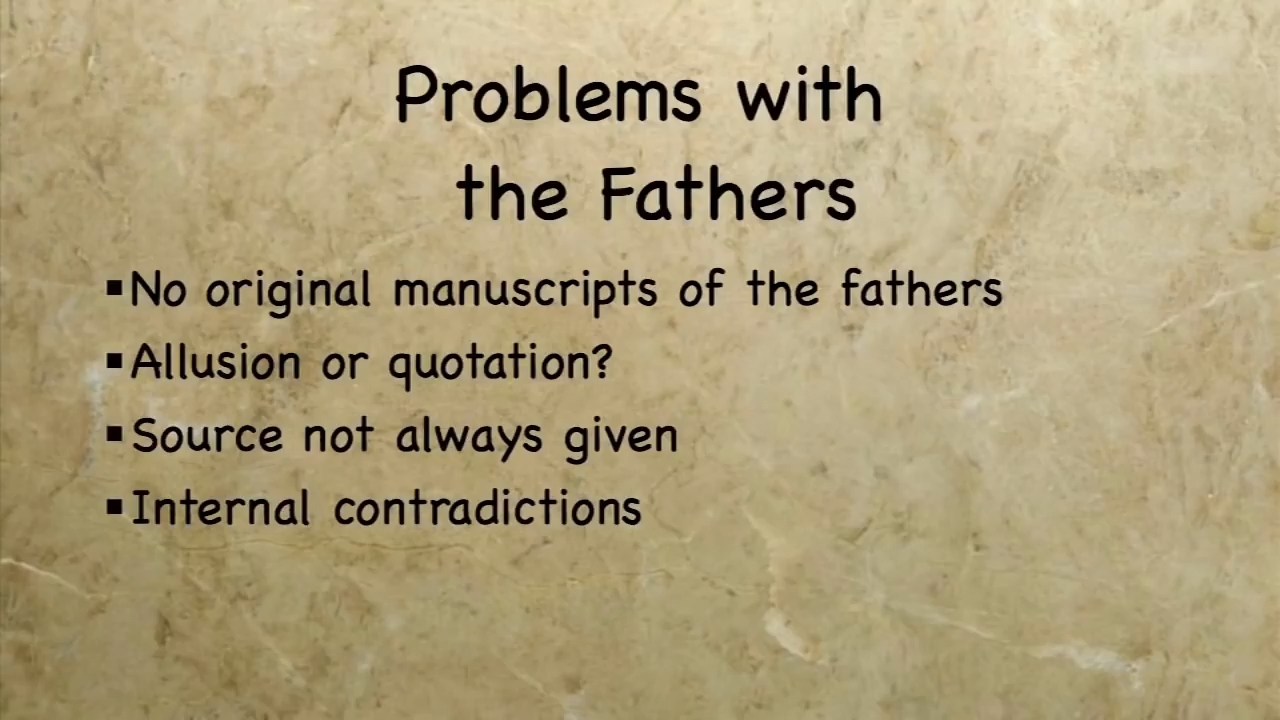 Problems with
the Fathers
▪No original manuscripts of the fathers
▪Allusion or quotation?
▪Source not always given
▪Internal contradictions